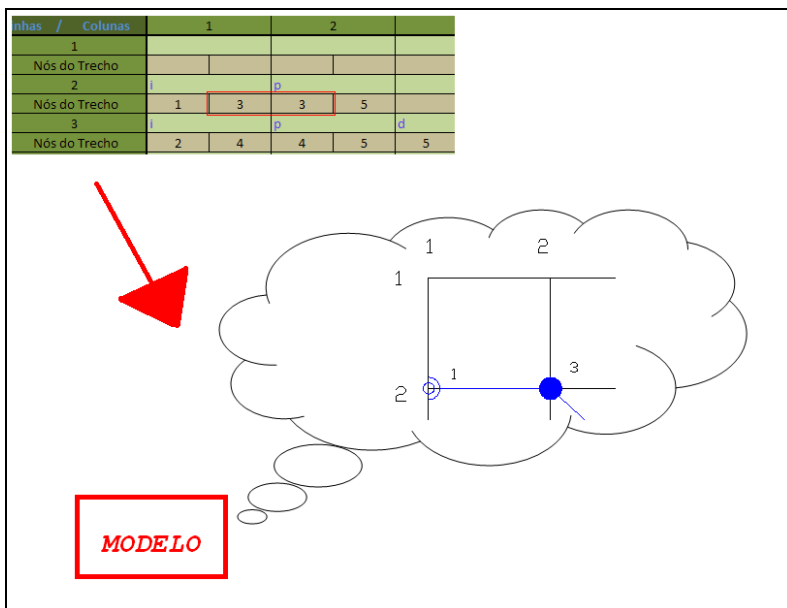 nhas / Colunas 1 2
1
Nós do Trecho
2 i p
Nós do Trecho 1 3 3 5
3 i p d
Nós do Trecho 2 4 4 5 5
1 2
1
1 3
2
MODELO